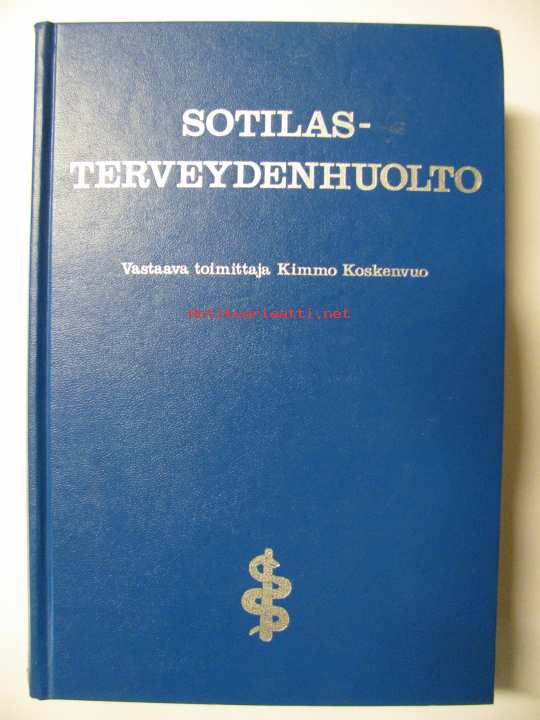 SOTILAS-
TERVEYDENHUOLTO
Vastaava toimittaja Kimmo Koskenvuo
Antikvariaatti.net